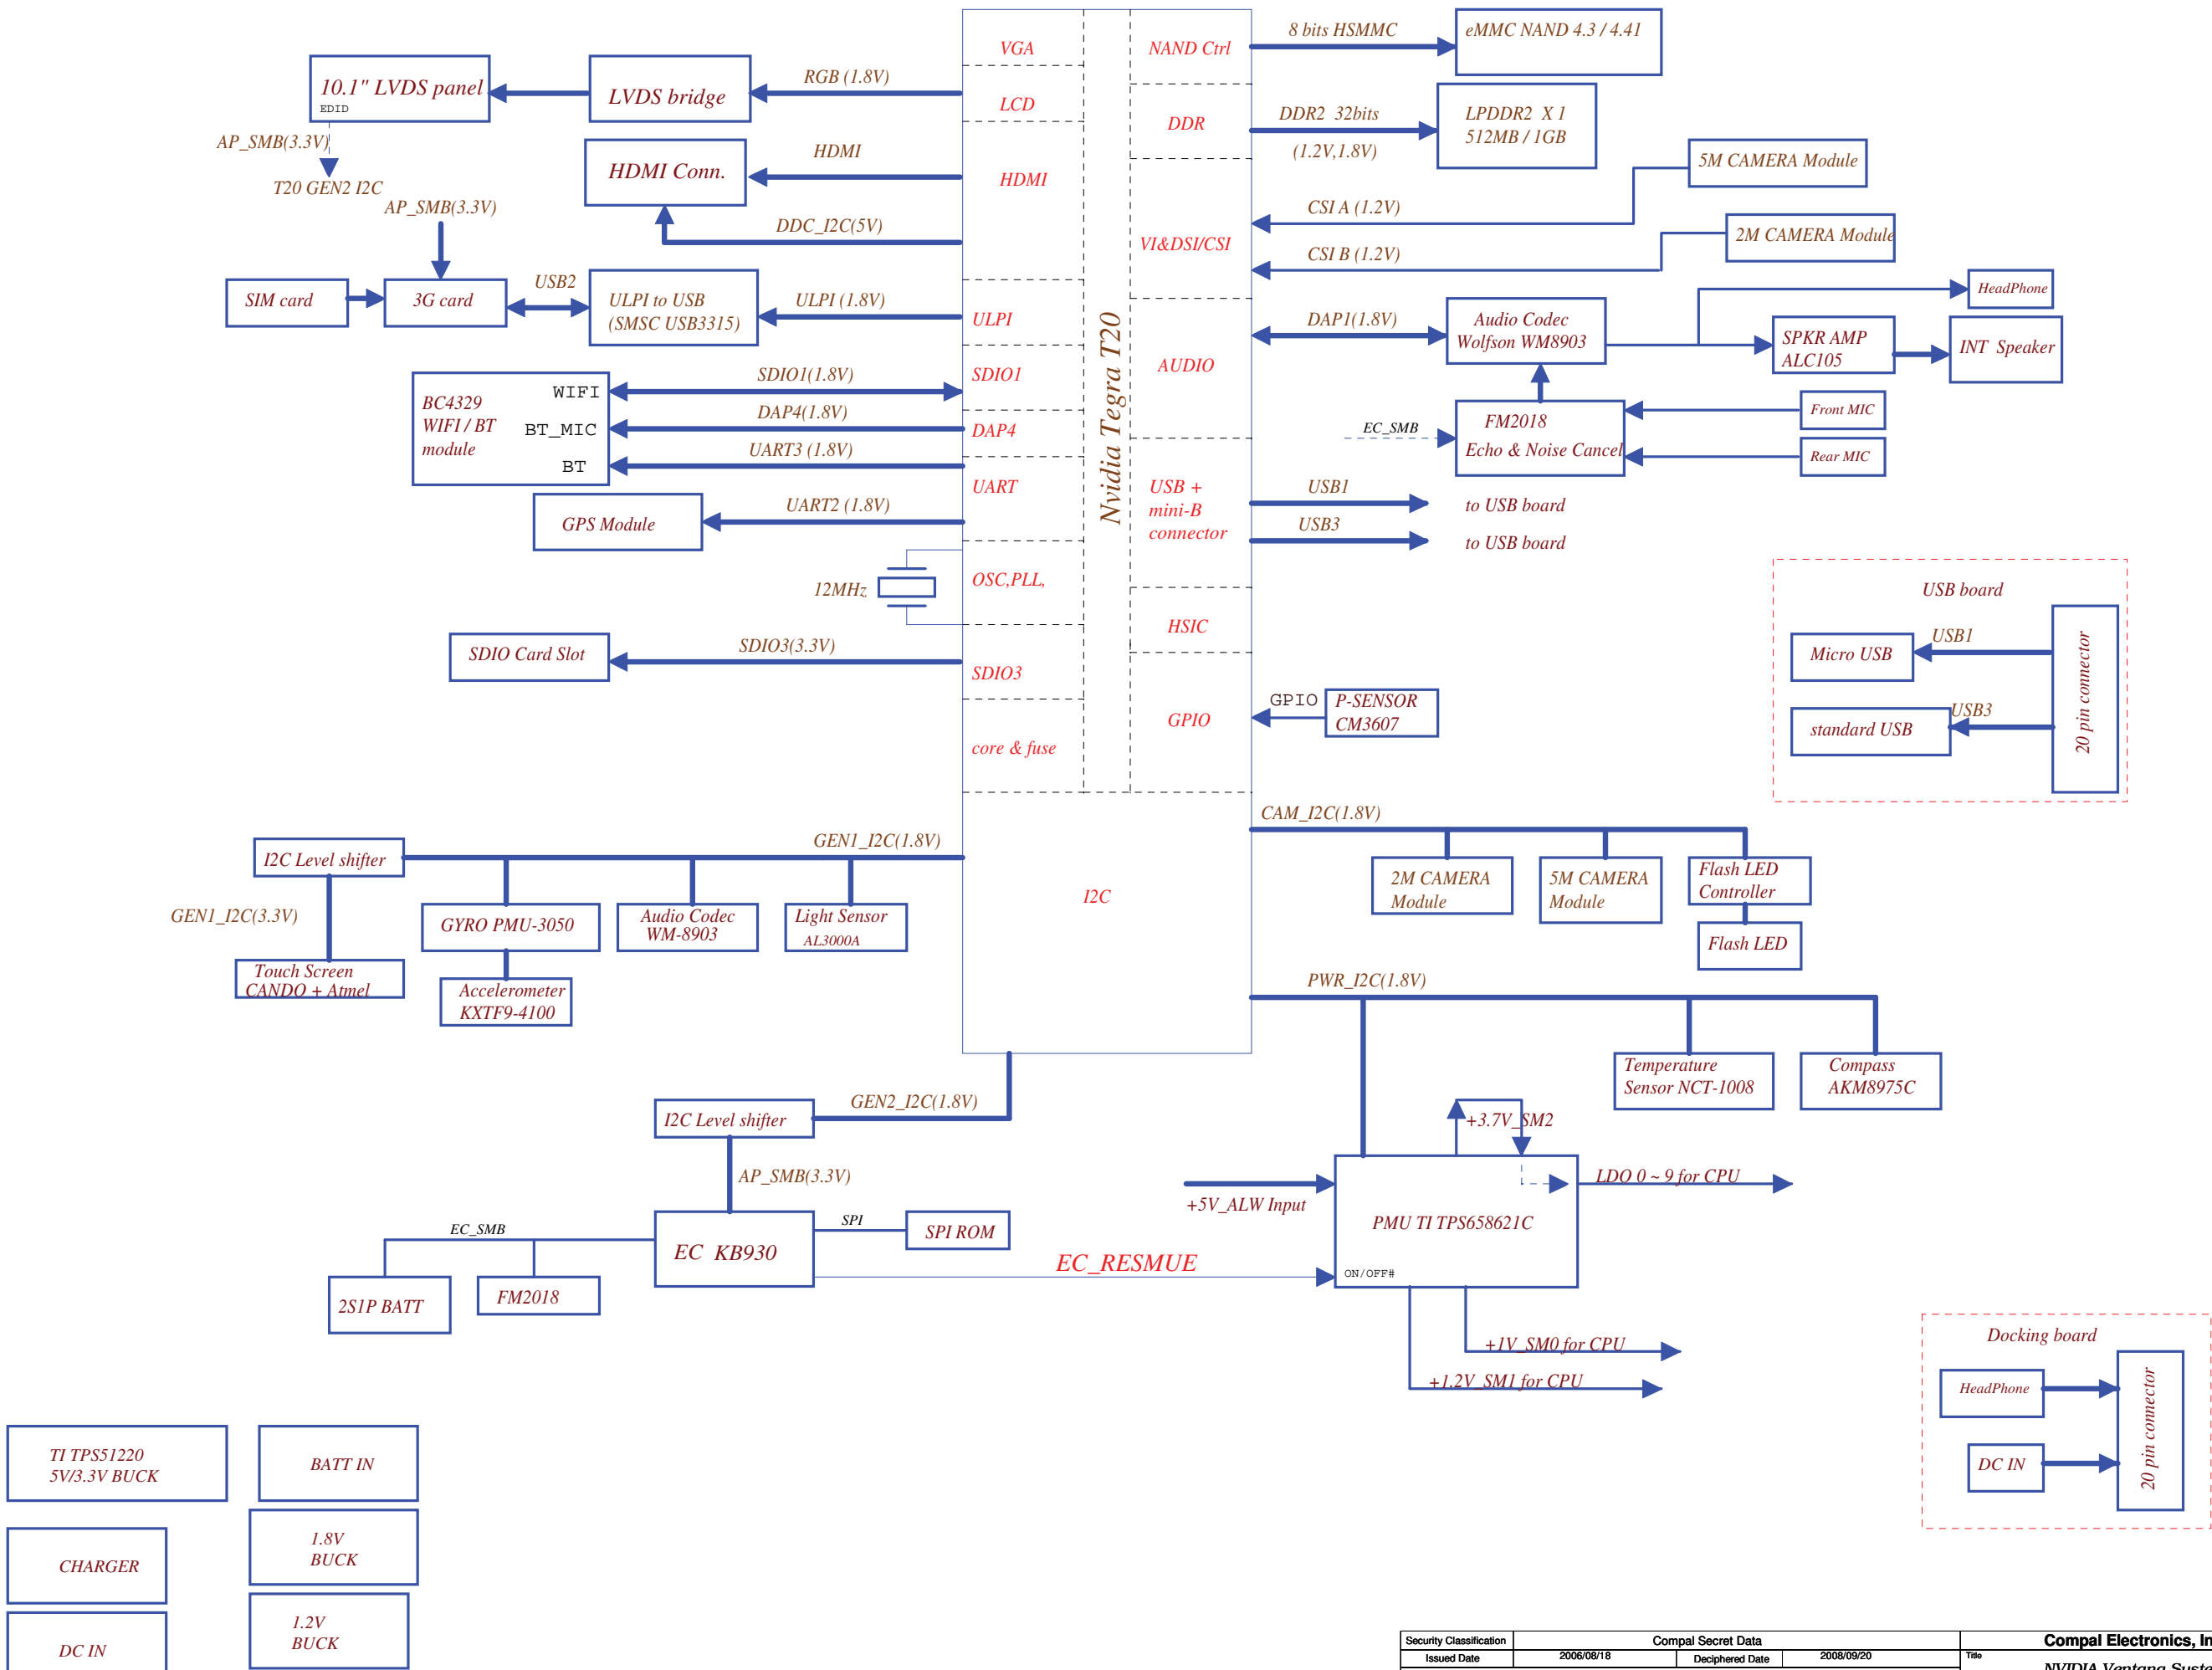 VGA
LCD
HDMI
ULPI
SDIO1
DAP4
UART
OSC,PLL,
SDIO3
core & fuse
Nvidia Tegra T20
NAND Ctrl
DDR
VI&DSI/CSI
AUDIO
USB +
mini-B
connector
HSIC
GPIO
I2C
10.1" LVDS panel
EDID
LVDS bridge
RGB (1.8V)
AP_SMB(3.3V)
T20 GEN2 I2C
HDMI Conn.
HDMI
DDC_I2C(5V)
AP_SMB(3.3V)
SIM card
3G card
USB2
ULPI to USB
(SMSC USB3315)
ULPI (1.8V)
BC4329
WIFI / BT
module
WIFI
BT_MIC
BT
SDIO1(1.8V)
DAP4(1.8V)
UART3 (1.8V)
GPS Module
UART2 (1.8V)
12MHz
SDIO Card Slot
SDIO3(3.3V)
8 bits HSMMC
eMMC NAND 4.3 / 4.41
DDR2 32bits
(1.2V,1.8V)
LPDDR2 X 1
512MB / 1GB
5M CAMERA Module
CSI A (1.2V)
2M CAMERA Module
CSI B (1.2V)
DAP1(1.8V)
Audio Codec
Wolfson WM8903
HeadPhone
SPKR AMP
ALC105
INT Speaker
EC_SMB
FM2018
Echo & Noise Cancel
Front MIC
Rear MIC
USB1
to USB board
USB3
to USB board
USB board
Micro USB
USB1
standard USB
USB3
20 pin connector
GPIO
P-SENSOR
CM3607
I2C Level shifter
GEN1_I2C(1.8V)
GEN1_I2C(3.3V)
Touch Screen
CANDO + Atmel
GYRO PMU-3050
Accelerometer
KXTF9-4100
Audio Codec
WM-8903
Light Sensor
AL3000A
CAM_I2C(1.8V)
2M CAMERA
Module
5M CAMERA
Module
Flash LED
Controller
Flash LED
PWR_I2C(1.8V)
Temperature
Sensor NCT-1008
Compass
AKM8975C
I2C Level shifter
GEN2_I2C(1.8V)
AP_SMB(3.3V)
EC_SMB
EC KB930
SPI
SPI ROM
2S1P BATT
FM2018
EC_RESMUE
+3.7V_SM2
+5V_ALW Input
LDO 0 ~ 9 for CPU
PMU TI TPS658621C
ON/OFF#
+1V_SM0 for CPU
+1.2V_SM1 for CPU
Docking board
HeadPhone
DC IN
20 pin connector
TI TPS51220
5V/3.3V BUCK
BATT IN
CHARGER
1.8V
BUCK
DC IN
1.2V
BUCK
Security Classification
Compal Secret Data
Issued Date
2006/08/18
Deciphered Date
2008/09/20
Compal Electronics,
Title
NVIDIA Ventana